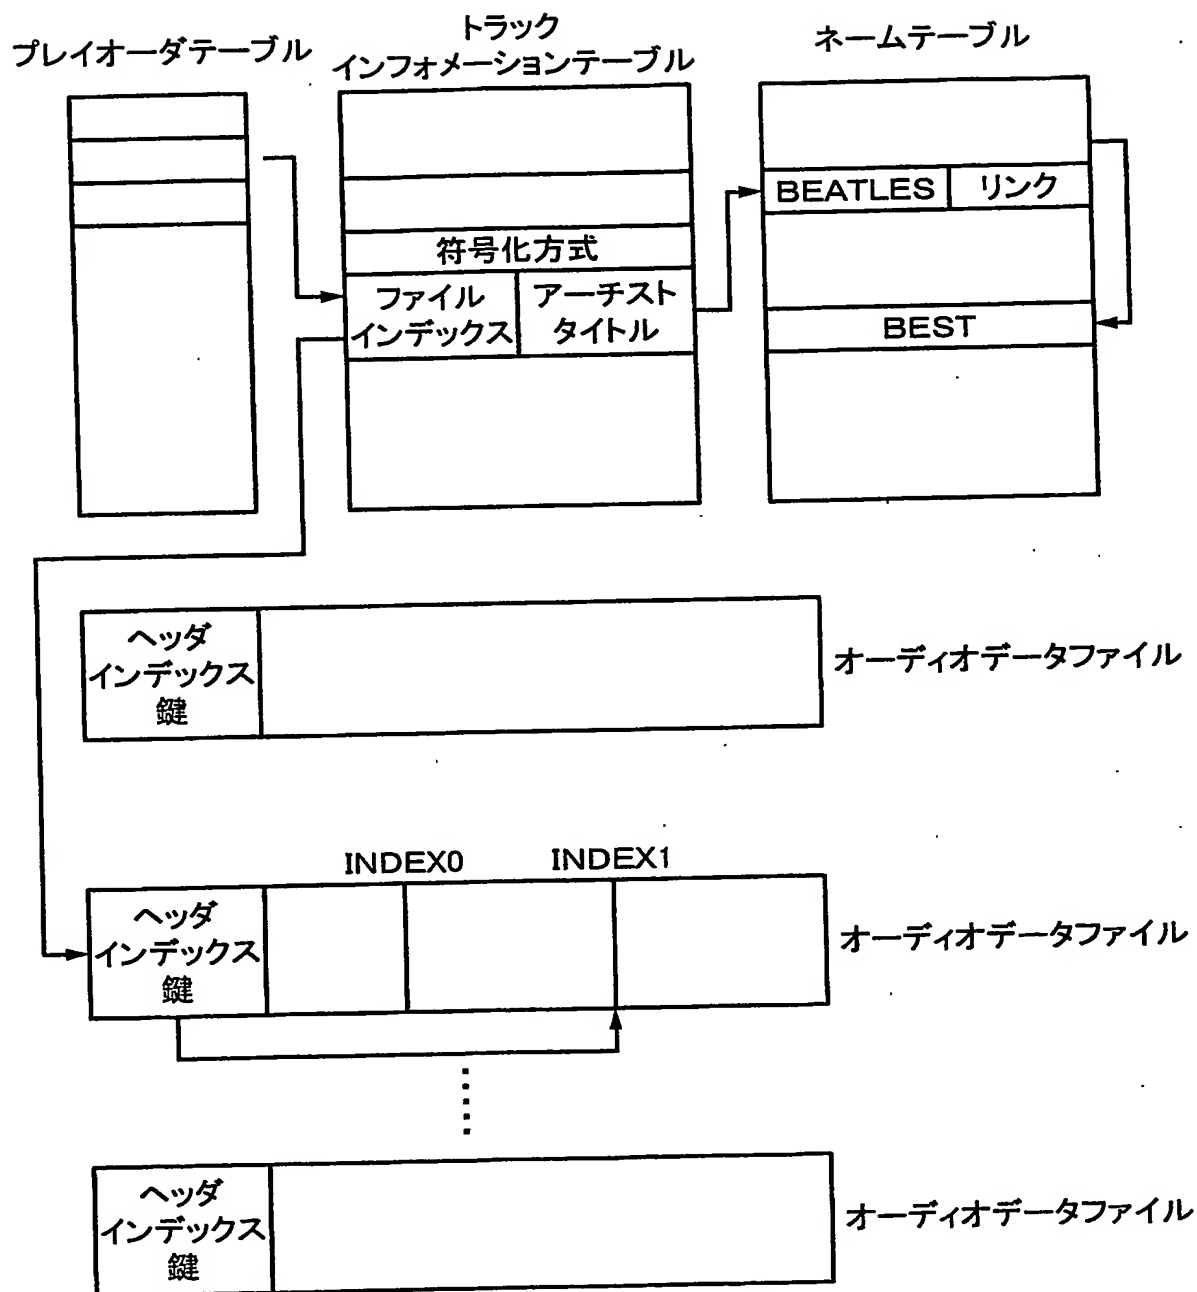 プレイオーダテーブル
トラック
インフォメーションテーブル
ネームテーブル
BEATLES
リンク
符号化方式
ファイル
インデックス
アーチスト
タイトル
BEST
ヘッダ
インデックス
鍵
オーディオデータファイル
INDEX0
INDEX1
ヘッダ
インデックス
鍵
オーディオデータファイル
ヘッダ
インデックス
鍵
オーディオデータファイル